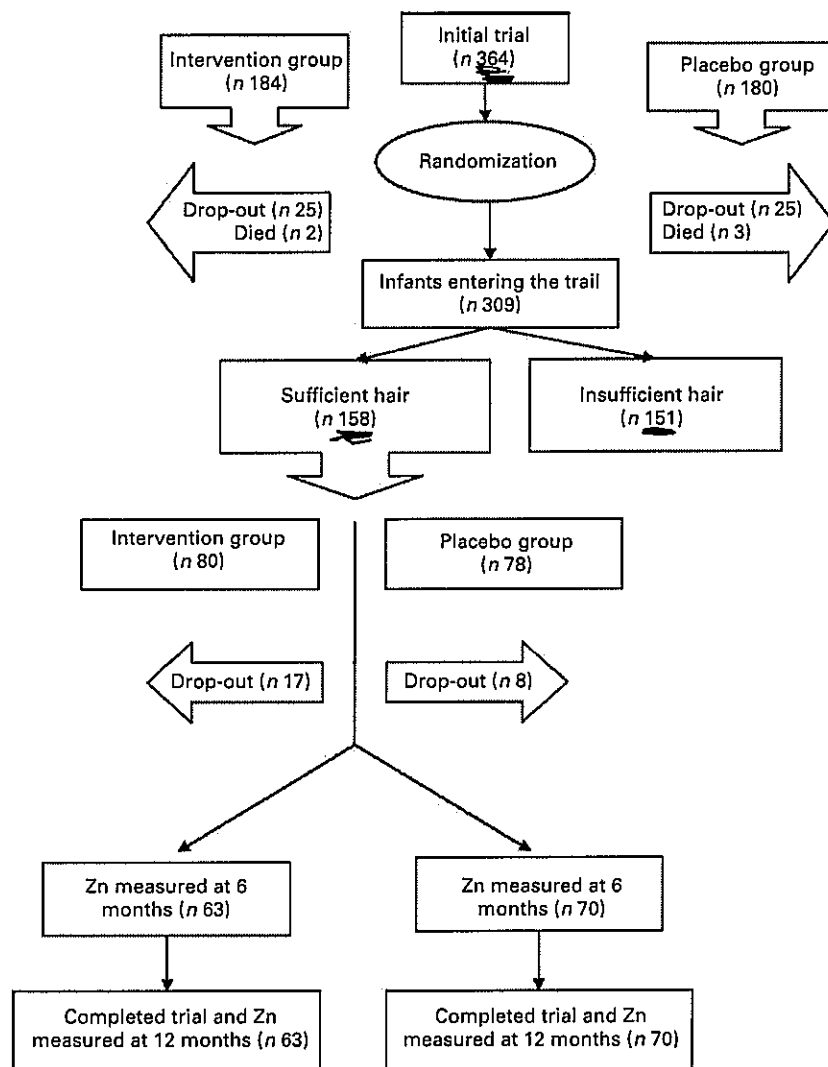 Initial trial
(n 364)
Intervention group
(n 184)
Placebo group
(n 180)
Randomization
Drop-out (n 25)
Died (n 2)
Drop-out (n 25)
Died (n 3)
Infants entering the trail
(n 309)
Sufficient hair
(n 158)
Insufficient hair
(n 151)
Intervention group
(n 80)
Placebo group
(n 78)
Drop-out (n 17)
Drop-out (n 8)
Zn measured at 6
months (n 63)
Zn measured at 6
months (n 70)
Completed trial and Zn
measured at 12 months (n 63)
Completed trial and Zn
measured at 12 months (n 70)